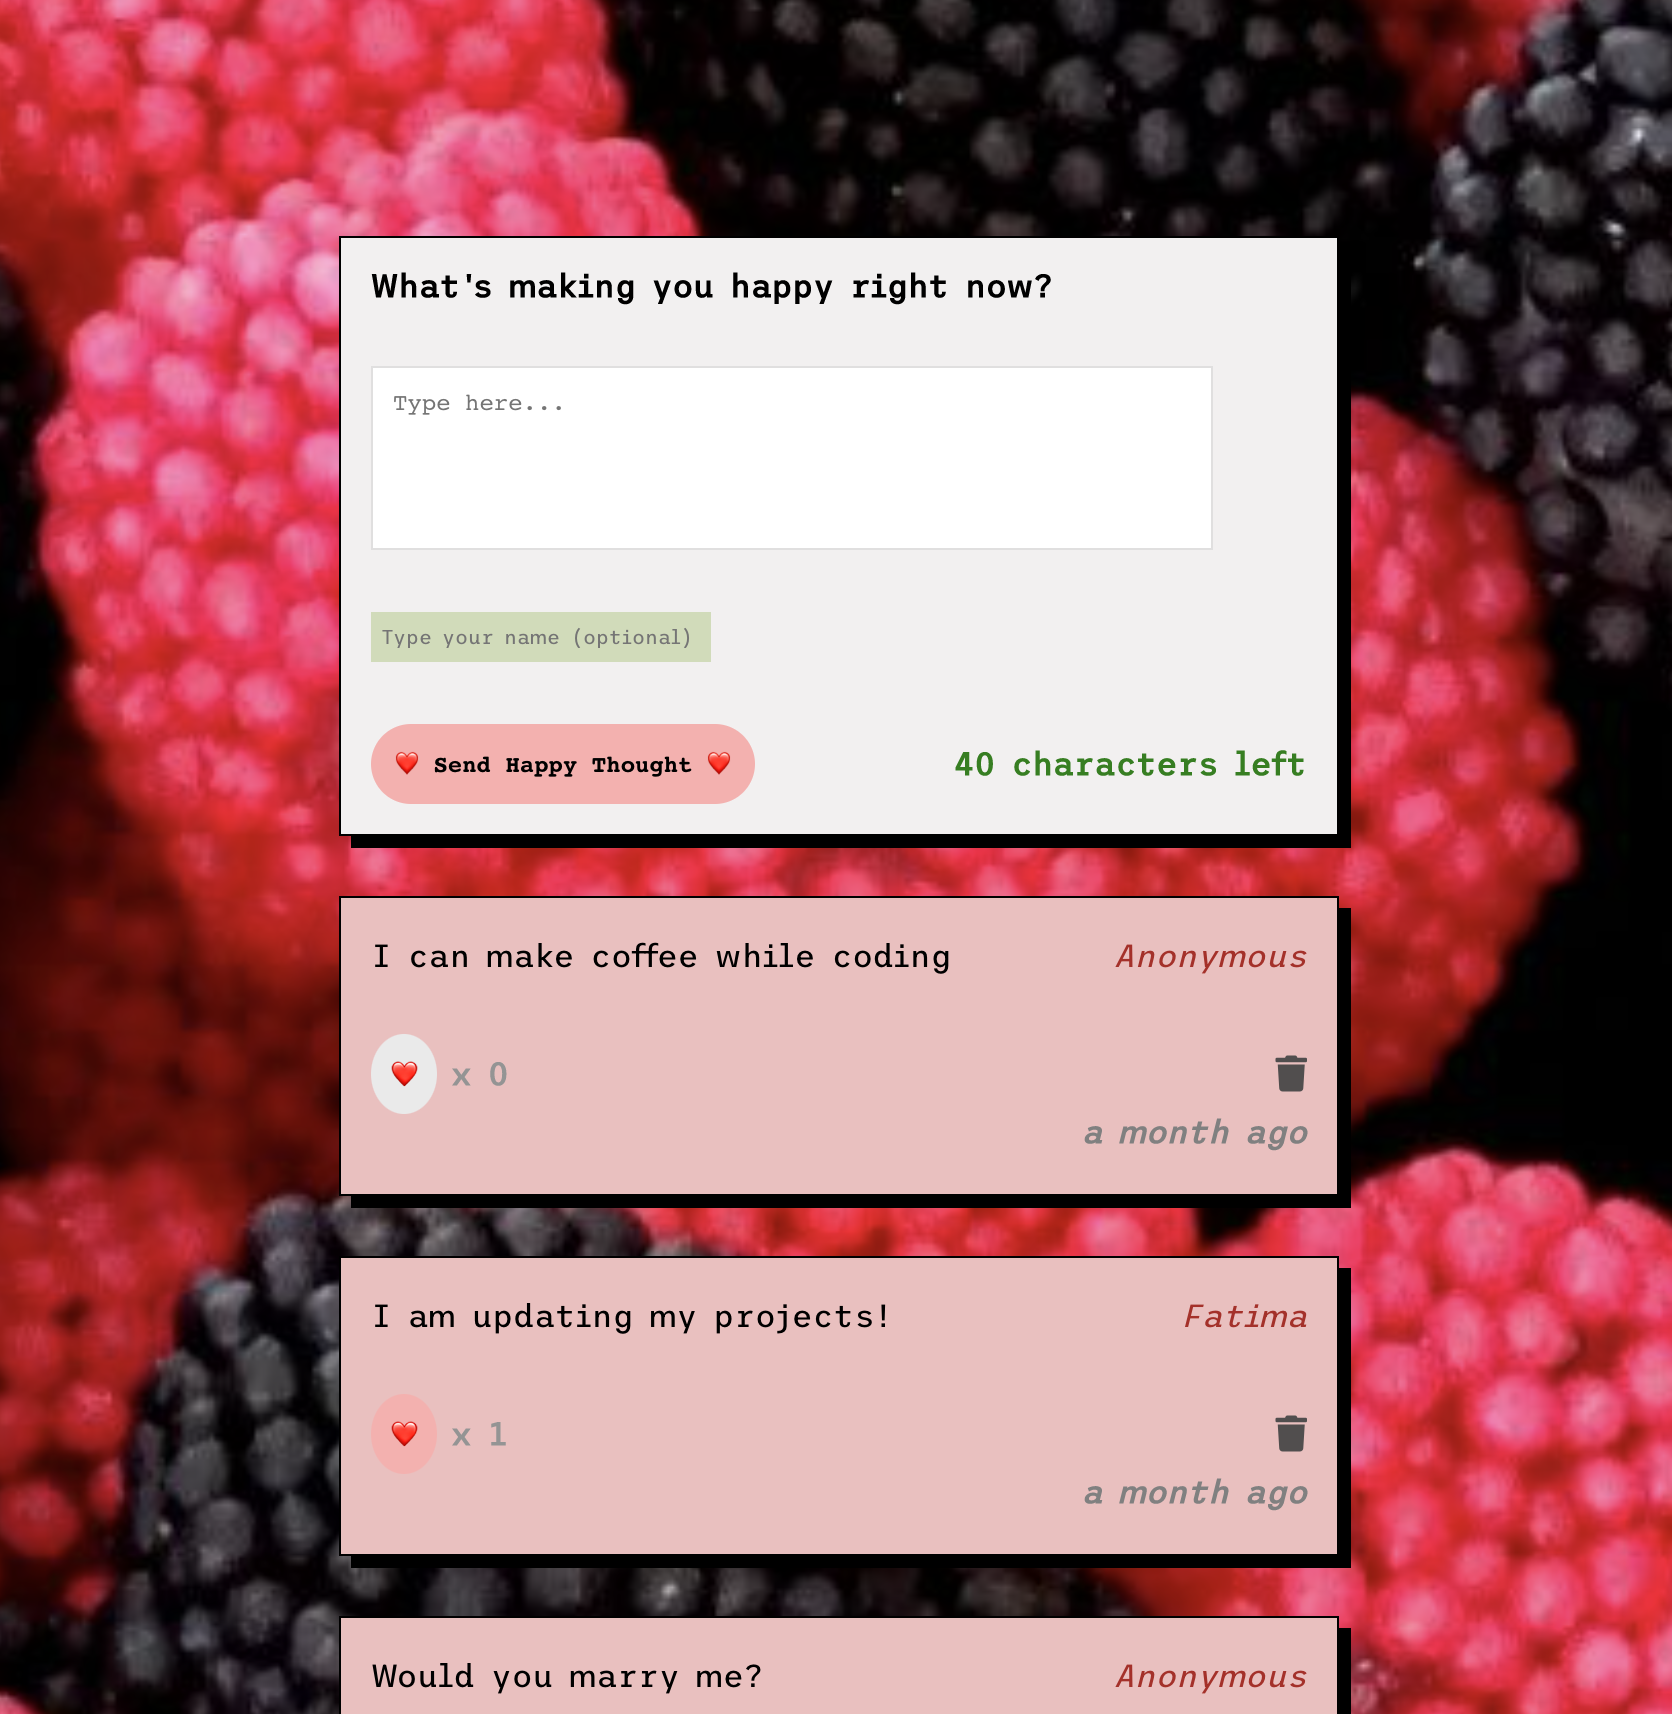 What's making you happy right now?
Type here...
Type your name (optional)
❤️ Send Happy Thought ❤️
40 characters left
I can make coffee while coding
Anonymous
❤️ x 0
a month ago
I am updating my projects!
Fatima
❤️ x 1
a month ago
Would you marry me?
Anonymous